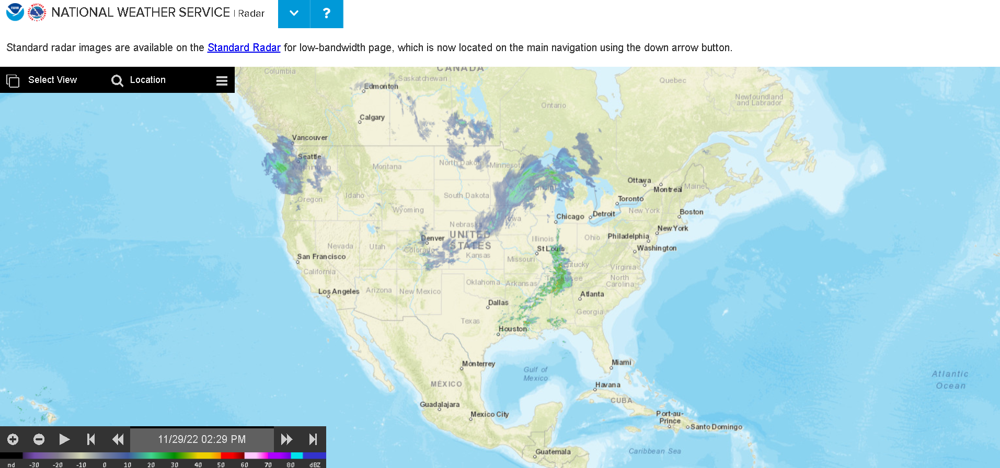 NATIONAL WEATHER SERVICE | Radar
?
Standard radar images are available on the Standard Radar for low-bandwidth page, which is now located on the main navigation using the down arrow button.
Select View
Location
Columbia
CANADA
Saskatchewan
Edmonton
Quebec
Newfoundland
and Labrador
Ontario
Calgary
Vancouver
Seattle
Washington
Montana
North Dakota
Minnesota
Ottawa
Montreal
Maine
Wisconsin
Oregon
Idaho
South Dakota
Toronto
Wyoming
New York
Boston
Chicago
Detroit
Iowa
Nebraska
New York
UNITED
STATES
Denver
Illinois
Ohio
Philadelphia
Nevada
Utah
Colorado
St Louis
Washington
San Francisco
Kansas
Missouri
Kentucky
Virginia
California
Oklahoma
Arkansas
Tennessee
North
Carolina
Los Angeles
Arizona
New Mexico
Atlanta
Dallas
Georgia
Texas
Houston
Monterrey
Miami
Gulf of
Mexico
Atlantic
Ocean
MÉXICO
Havana
CUBA
Guadalajara
Mexico City
Port-au-
Prince
Santo Domingo
Guatemala
Caribbean Sea
11/29/22 02:29 PM
nd -30 -20 -10 0 10 20 30 40 50 60 70 80 dBZ